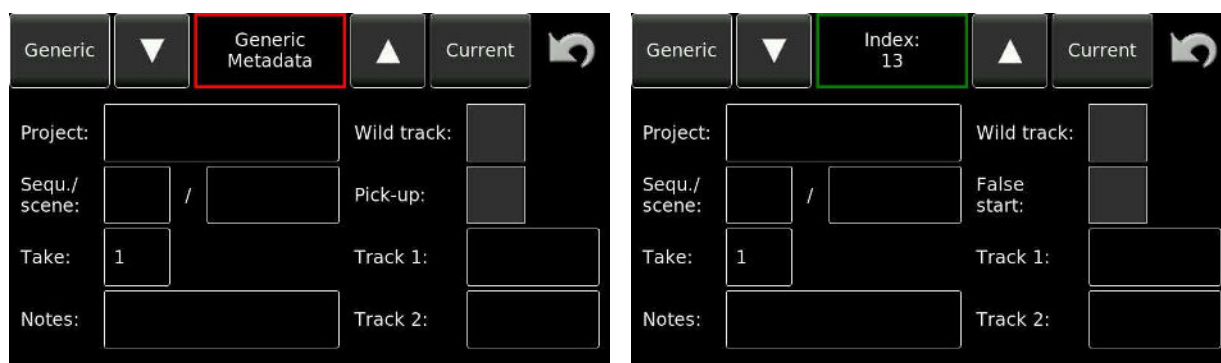 Generic
Generic
Metadata
Current
Project:
Wild track:
Sequ./
scene:
/
Pick-up:
Take:
1
Track 1:
Notes:
Track 2:
Generic
Index:
13
Current
Project:
Wild track:
Sequ./
scene:
/
False
start:
Take:
1
Track 1:
Notes:
Track 2: